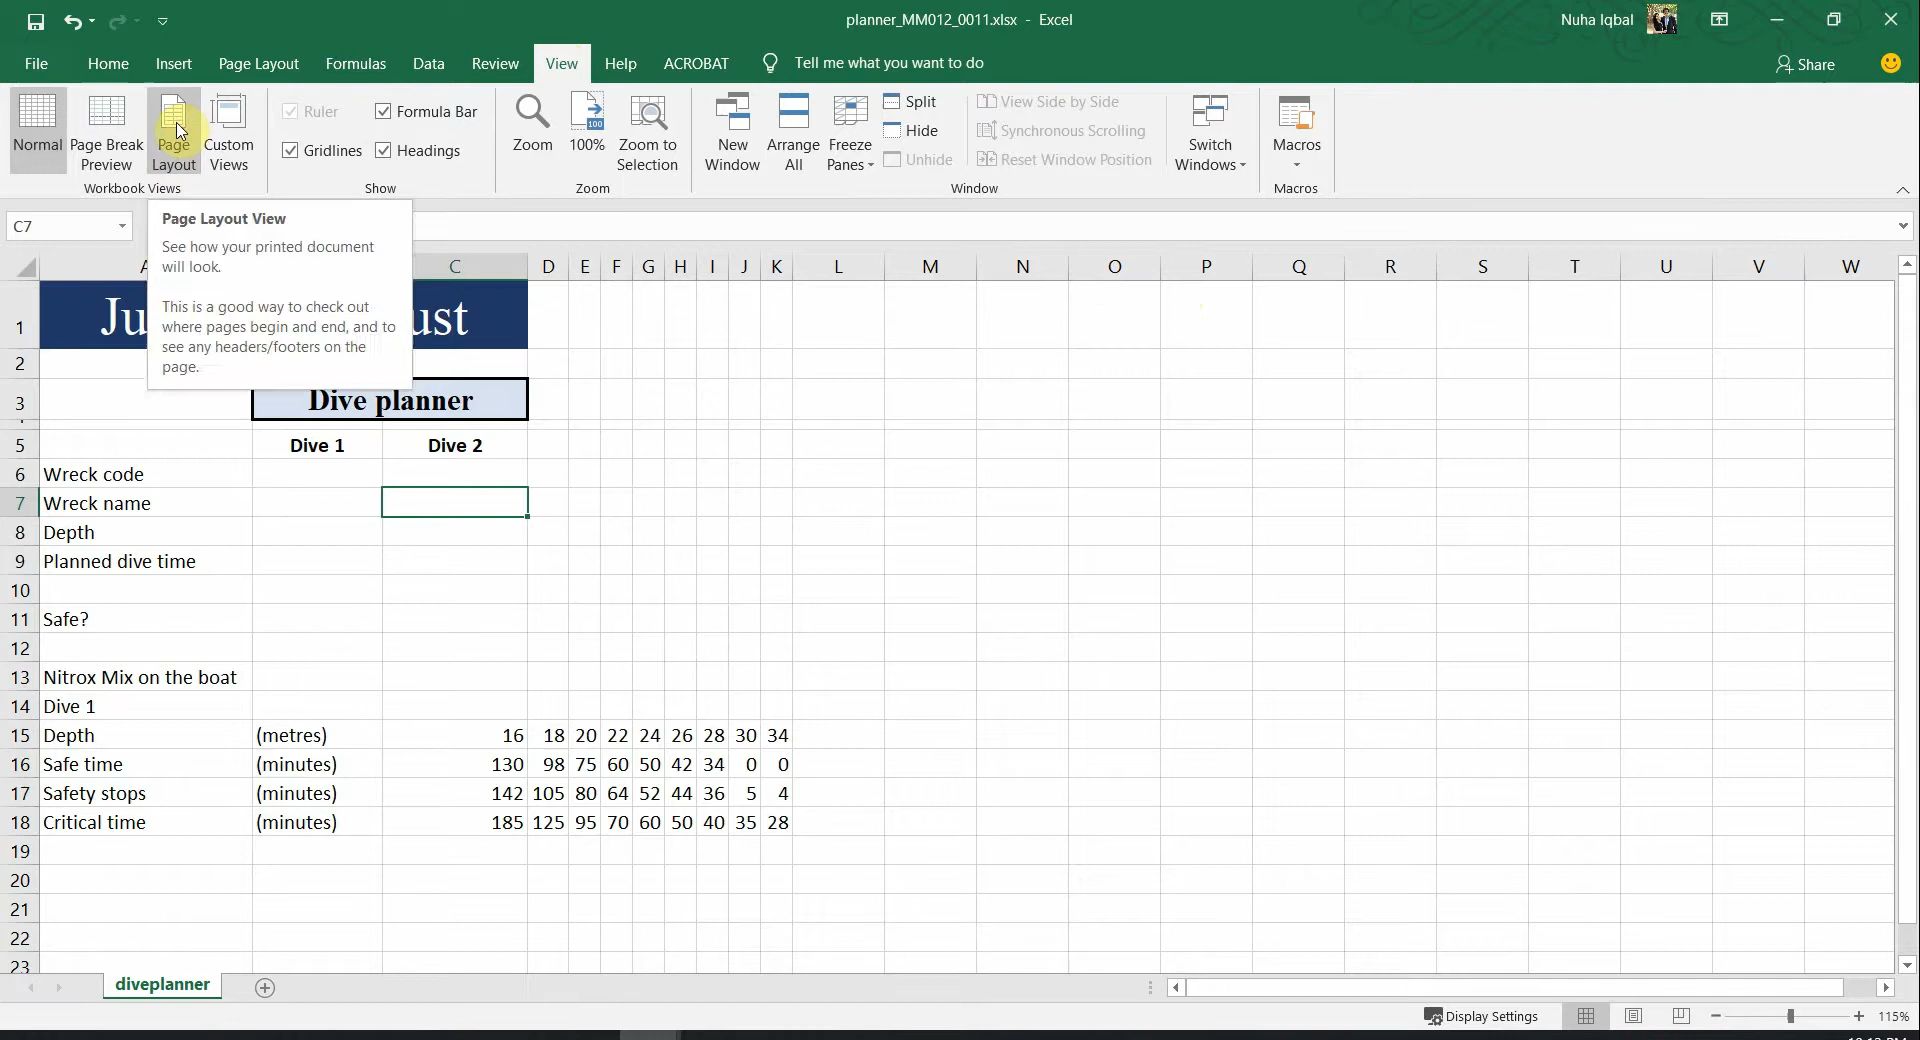 planner_MM012_0011.xlsx - Excel
Nuha Iqbal
File Home Insert Page Layout Formulas Data Review View Help ACROBAT Tell me what you want to do Share
Normal
Page Break Preview
Page Layout
Custom Views
Workbook Views
Ruler
Formula Bar
Gridlines
Headings
Show
Zoom
100
100%
Zoom to Selection
Zoom
New Window
Arrange All
Freeze Panes
Split
Hide
Unhide
View Side by Side
Synchronous Scrolling
Reset Window Position
Window
Switch Windows
Macros
Macros
C7
Page Layout View
See how your printed document
will look.
This is a good way to check out
where pages begin and end, and to
see any headers/footers on the
page.
C D E F G H I J K L M N O P Q R S T U V W
1 Ju ust
2
3 Dive planner
5 Dive 1 Dive 2
6 Wreck code
7 Wreck name
8 Depth
9 Planned dive time
10
11 Safe?
12
13 Nitrox Mix on the boat
14 Dive 1
15 Depth (metres) 16 18 20 22 24 26 28 30 34
16 Safe time (minutes) 130 98 75 60 50 42 34 0 0
17 Safety stops (minutes) 142 105 80 64 52 44 36 5 4
18 Critical time (minutes) 185 125 95 70 60 50 40 35 28
19
20
21
22
23
diveplanner
Display Settings 115%